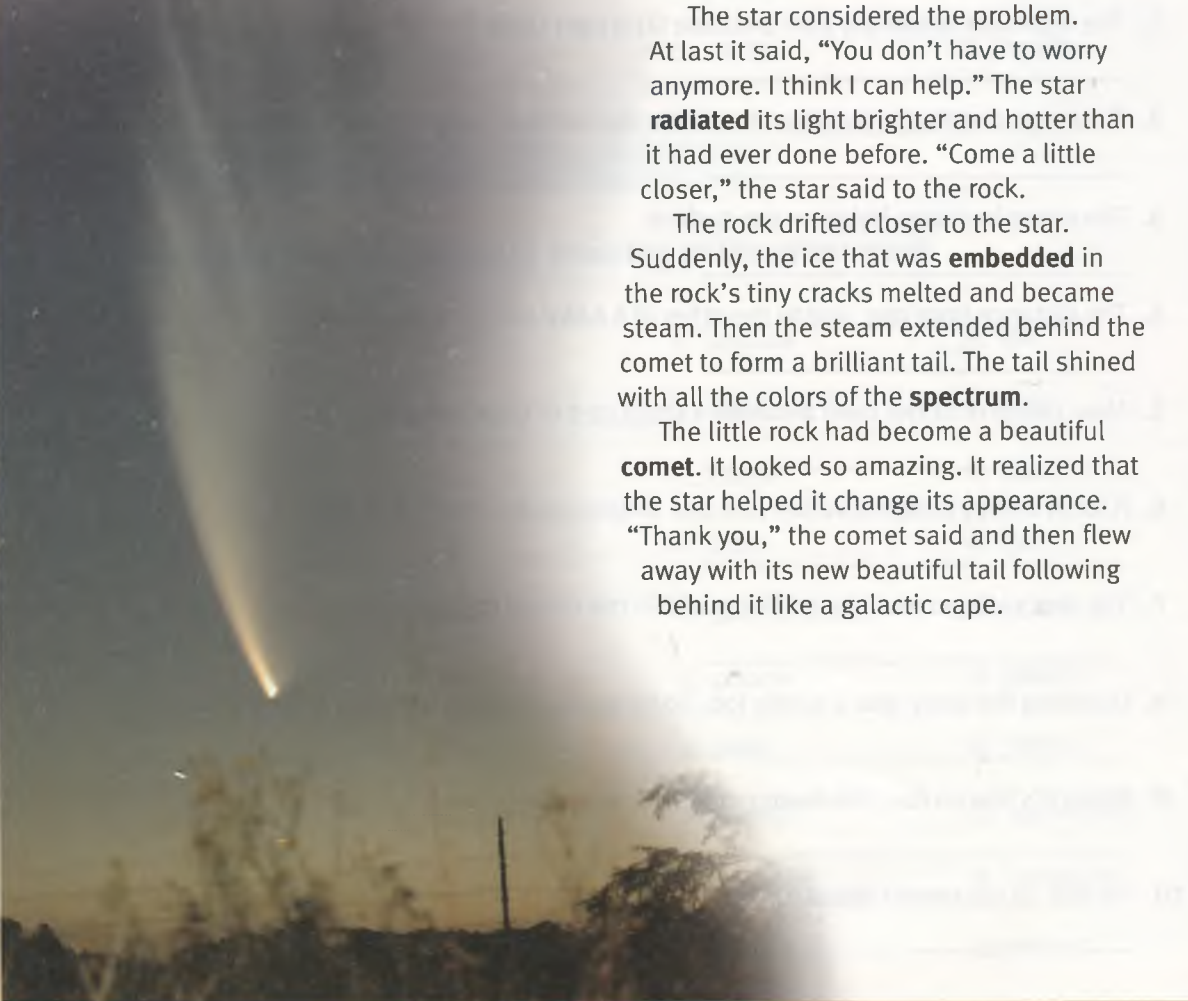 The star considered the problem.
At last it said, “You don’t have to worry
anymore. I think I can help.” The star
radiated its light brighter and hotter than
it had ever done before. “Come a little
closer,” the star said to the rock.
The rock drifted closer to the star.
Suddenly, the ice that was embedded in
the rock’s tiny cracks melted and became
steam. Then the steam extended behind the
comet to form a brilliant tail. The tail shined
with all the colors of the spectrum.
The little rock had become a beautiful
comet. It looked so amazing. It realized that
the star helped it change its appearance.
“Thank you,” the comet said and then flew
away with its new beautiful tail following
behind it like a galactic cape.